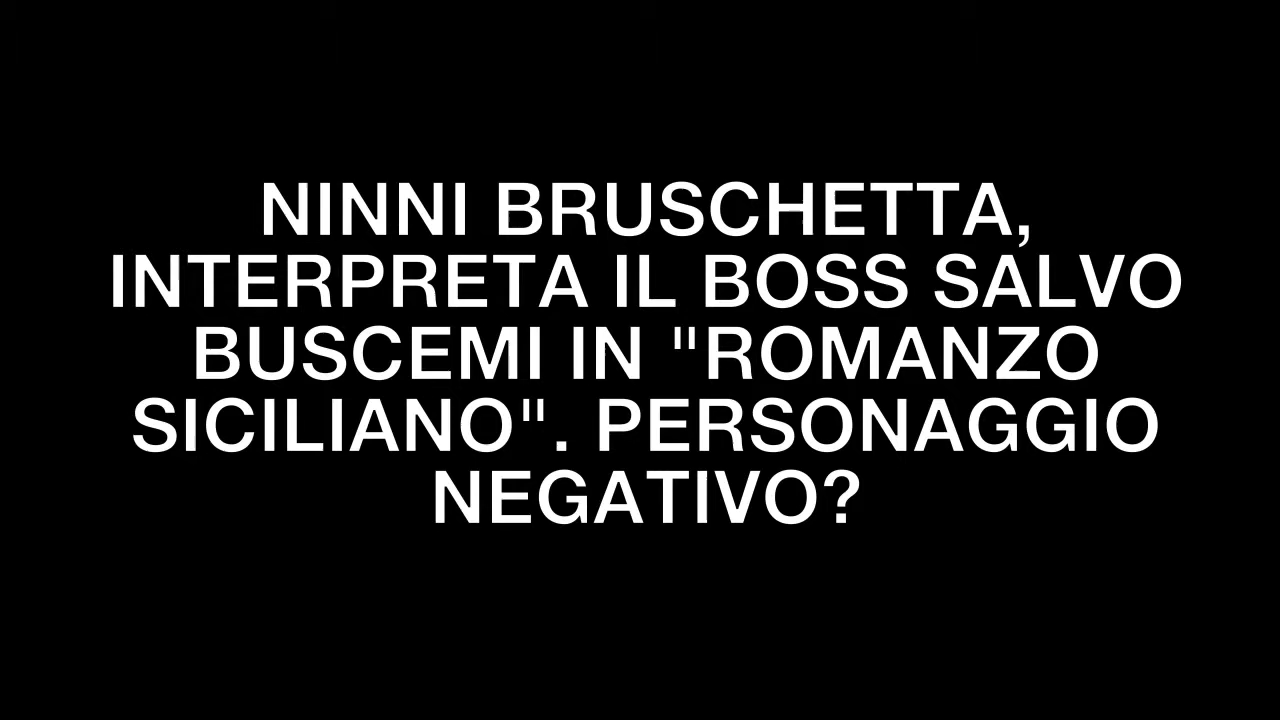 NINNI BRUSCHETTA,
INTERPRETA IL BOSS SALVO
BUSCEMI IN "ROMANZO
SICILIANO". PERSONAGGIO
NEGATIVO?